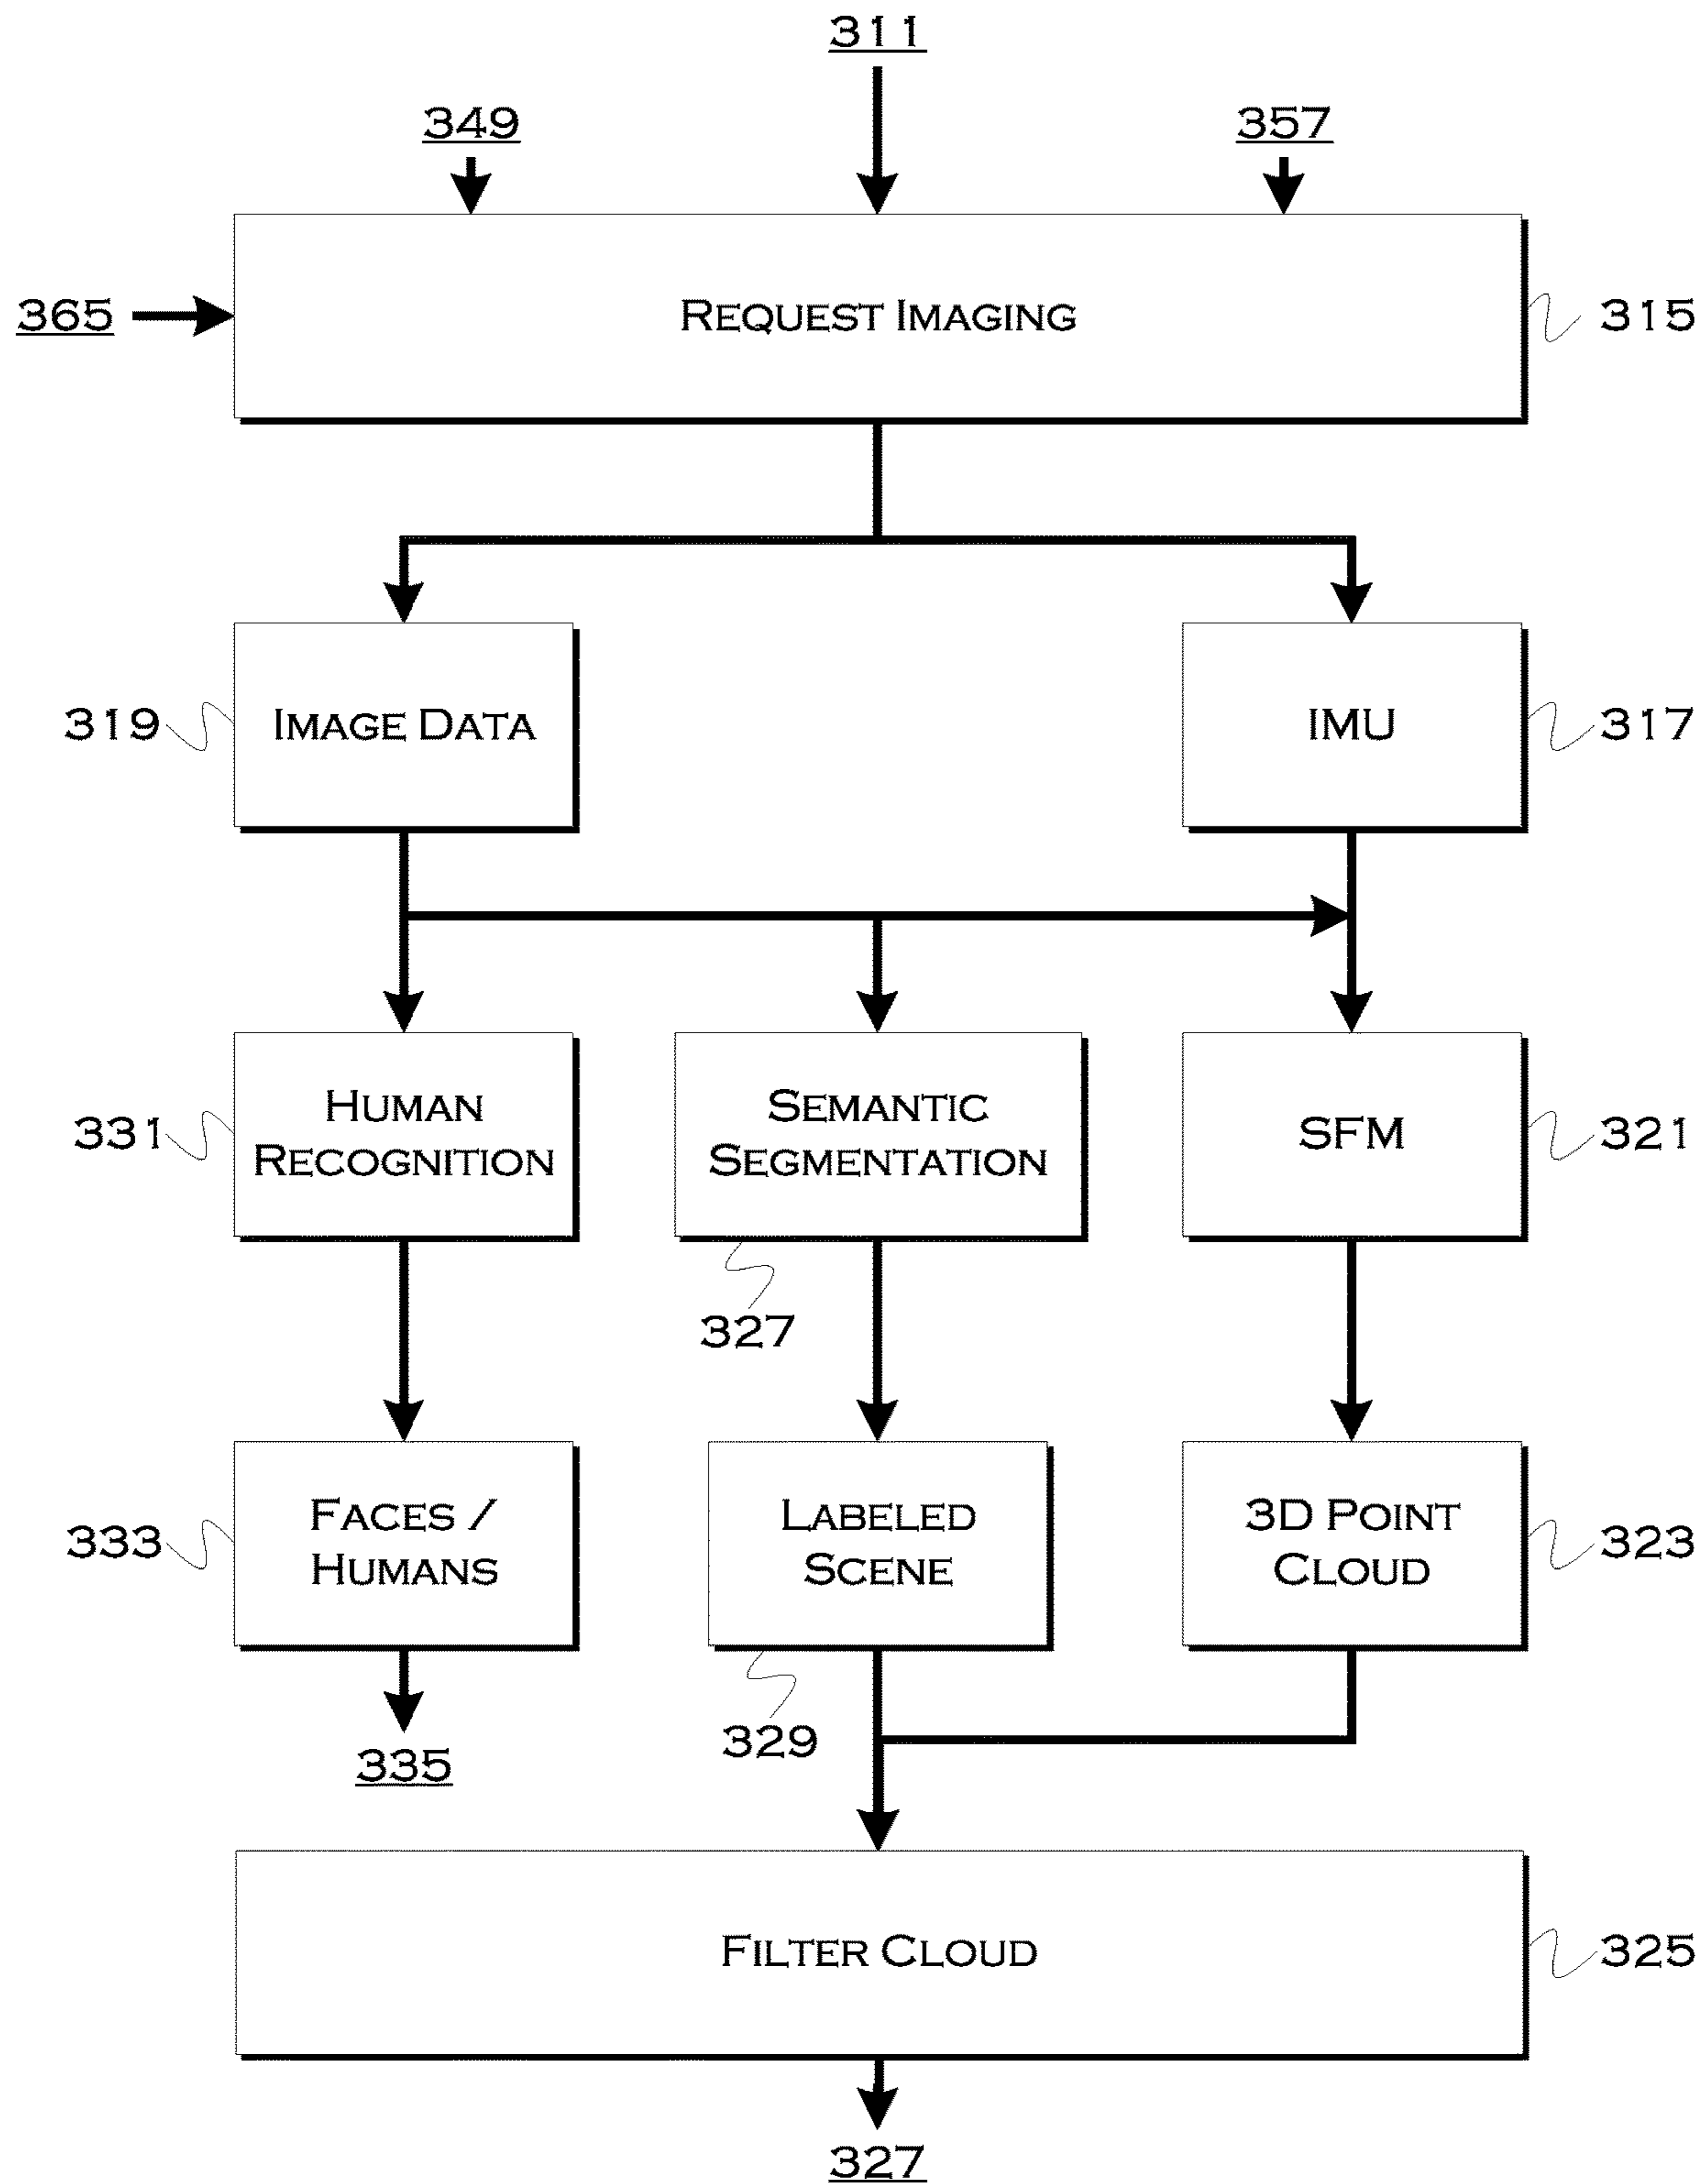 311
349
357
365
REQUEST IMAGING
315
319
IMAGE DATA
IMU
317
331
HUMAN
RECOGNITION
SEMANTIC
SEGMENTATION
SFM
321
327
333
FACES /
HUMANS
LABELED
SCENE
3D POINT
CLOUD
323
329
335
FILTER CLOUD
325
327